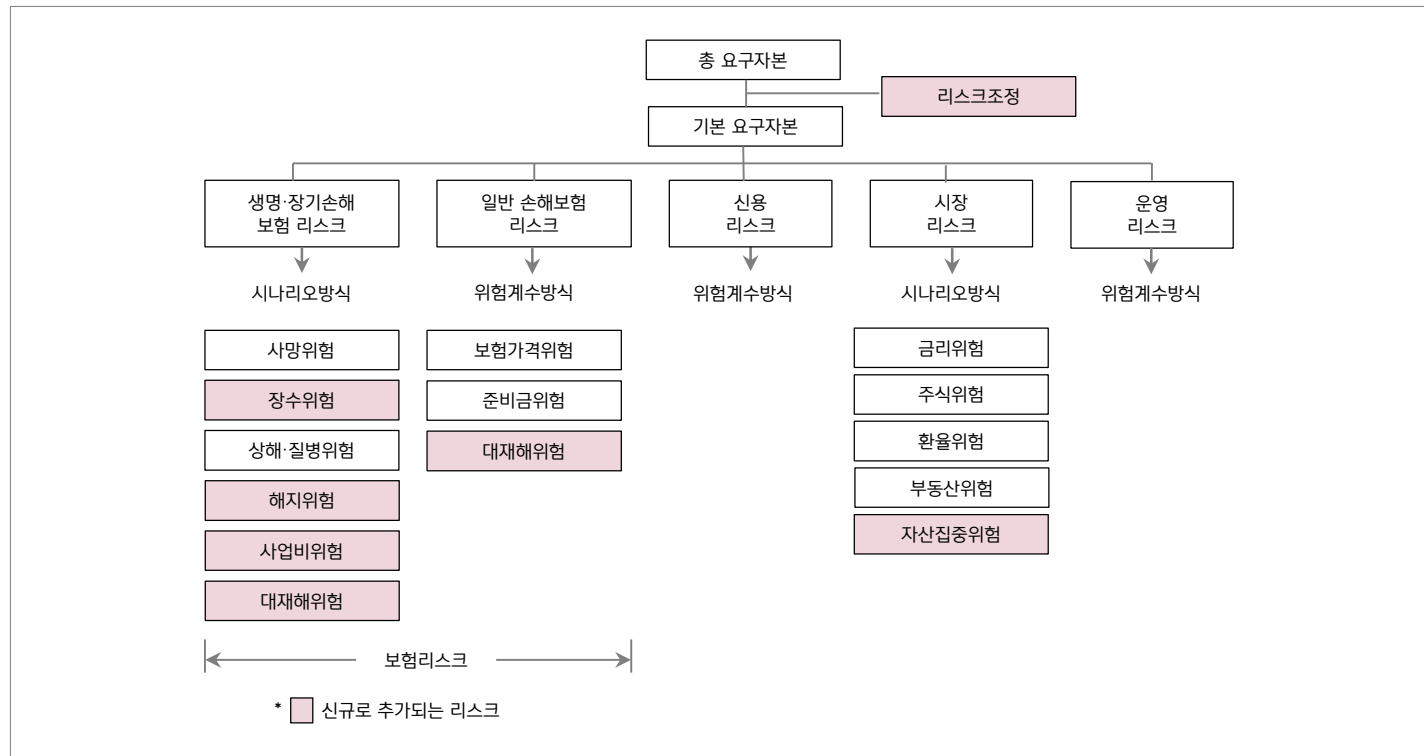 총 요구자본
리스크조정
기본 요구자본
생명·장기손해
보험 리스크
일반 손해보험
리스크
신용
리스크
시장
리스크
운영
리스크
시나리오방식
위험계수방식
위험계수방식
시나리오방식
위험계수방식
사망위험
장수위험
상해·질병위험
해지위험
사업비위험
대재해위험
보험가격위험
준비금위험
대재해위험
금리위험
주식위험
환율위험
부동산위험
자산집중위험
보험리스크
* 신규로 추가되는 리스크